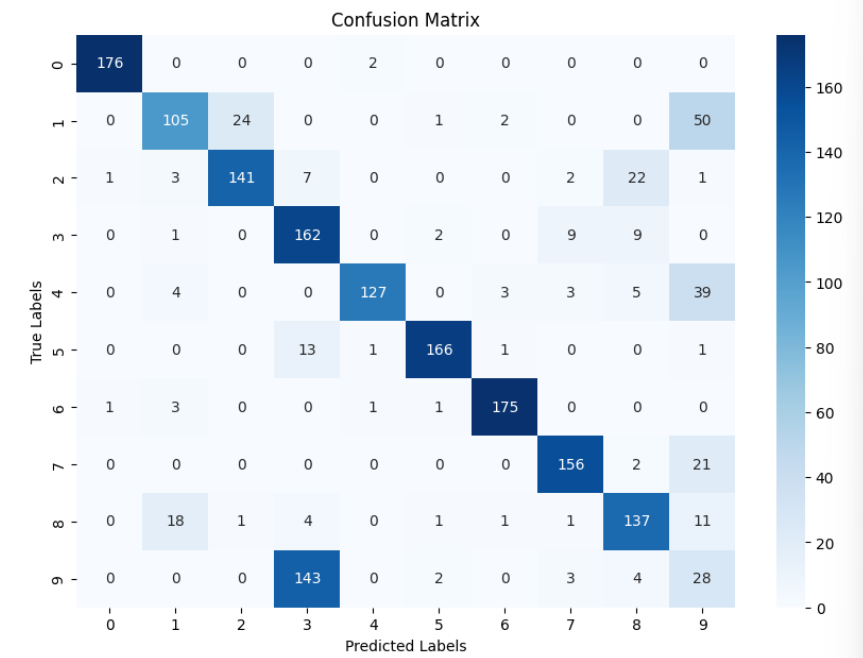 Confusion Matrix
0 176 0 0 0 2 0 0 0 0 0
1 0 105 24 0 0 1 2 0 0 50
2 1 3 141 7 0 0 0 2 22 1
3 0 1 0 162 0 2 0 9 9 0
4 0 4 0 0 127 0 3 3 5 39
5 0 0 0 13 1 166 1 0 0 1
6 1 3 0 0 1 1 175 0 0 0
7 0 0 0 0 0 0 0 156 2 21
8 0 18 1 4 0 1 1 1 137 11
9 0 0 0 143 0 2 0 3 4 28
0 1 2 3 4 5 6 7 8 9
True Labels
Predicted Labels
160
140
120
100
80
60
40
20
0